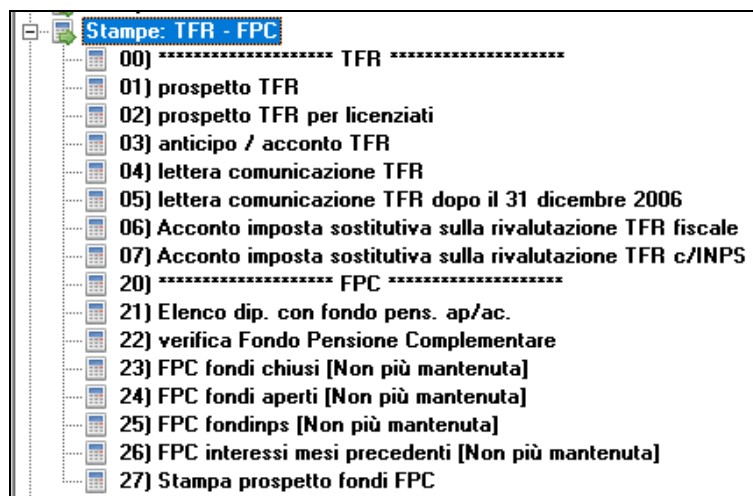 Stampe: TFR - FPC
00) ******************** TFR ********************
01) prospetto TFR
02) prospetto TFR per licenziati
03) anticipo / acconto TFR
04) lettera comunicazione TFR
05) lettera comunicazione TFR dopo il 31 dicembre 2006
06) Acconto imposta sostitutiva sulla rivalutazione TFR fiscale
07) Acconto imposta sostitutiva sulla rivalutazione TFR c/INPS
20) ******************** FPC ********************
21) Elenco dip. con fondo pens. ap/ac.
22) verifica Fondo Pensione Complementare
23) FPC fondi chiusi [Non più mantenuta]
24) FPC fondi aperti [Non più mantenuta]
25) FPC fondinps [Non più mantenuta]
26) FPC interessi mesi precedenti [Non più mantenuta]
27) Stampa prospetto fondi FPC